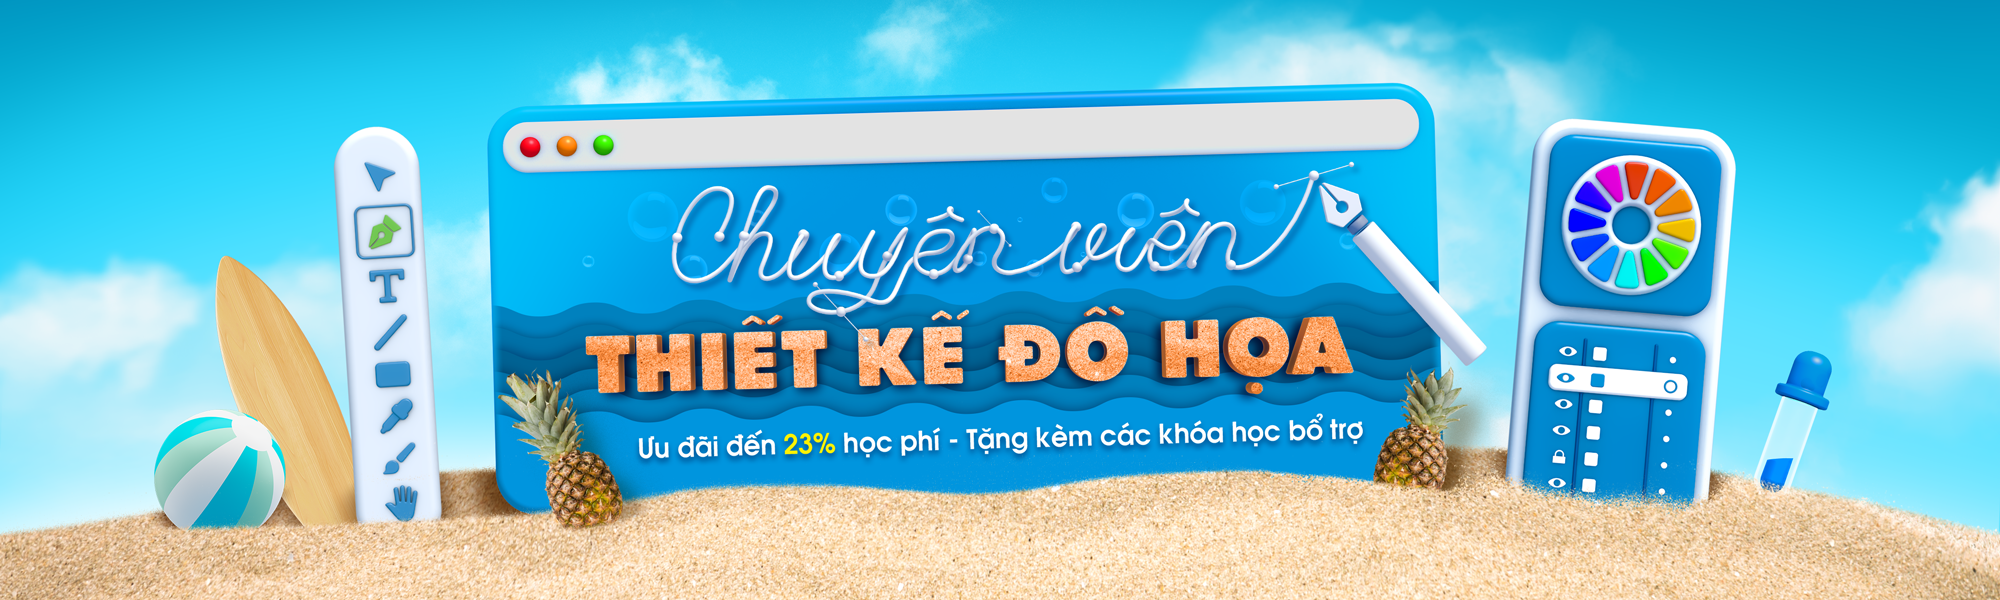 Chuyên viên
THIẾT KẾ ĐỒ HỌA
Ưu đãi đến 23% học phí - Tặng kèm các khóa học bổ trợ
T